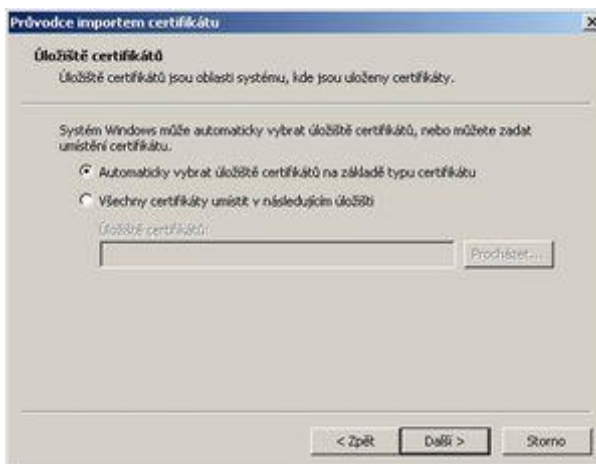 Průvodce importem certifikátu
Úložiště certifikátů
Úložiště certifikátů jsou oblasti systému, kde jsou uloženy certifikáty.
Systém Windows může automaticky vybrat úložiště certifikátů, nebo můžete zadat
umístění certifikátu.
Automaticky vybrat úložiště certifikátů na základě typu certifikátu
Všechny certifikáty umístit v následujícím úložišti
Úložiště certifikátů:
Procházet...
< Zpět
Další >
Storno